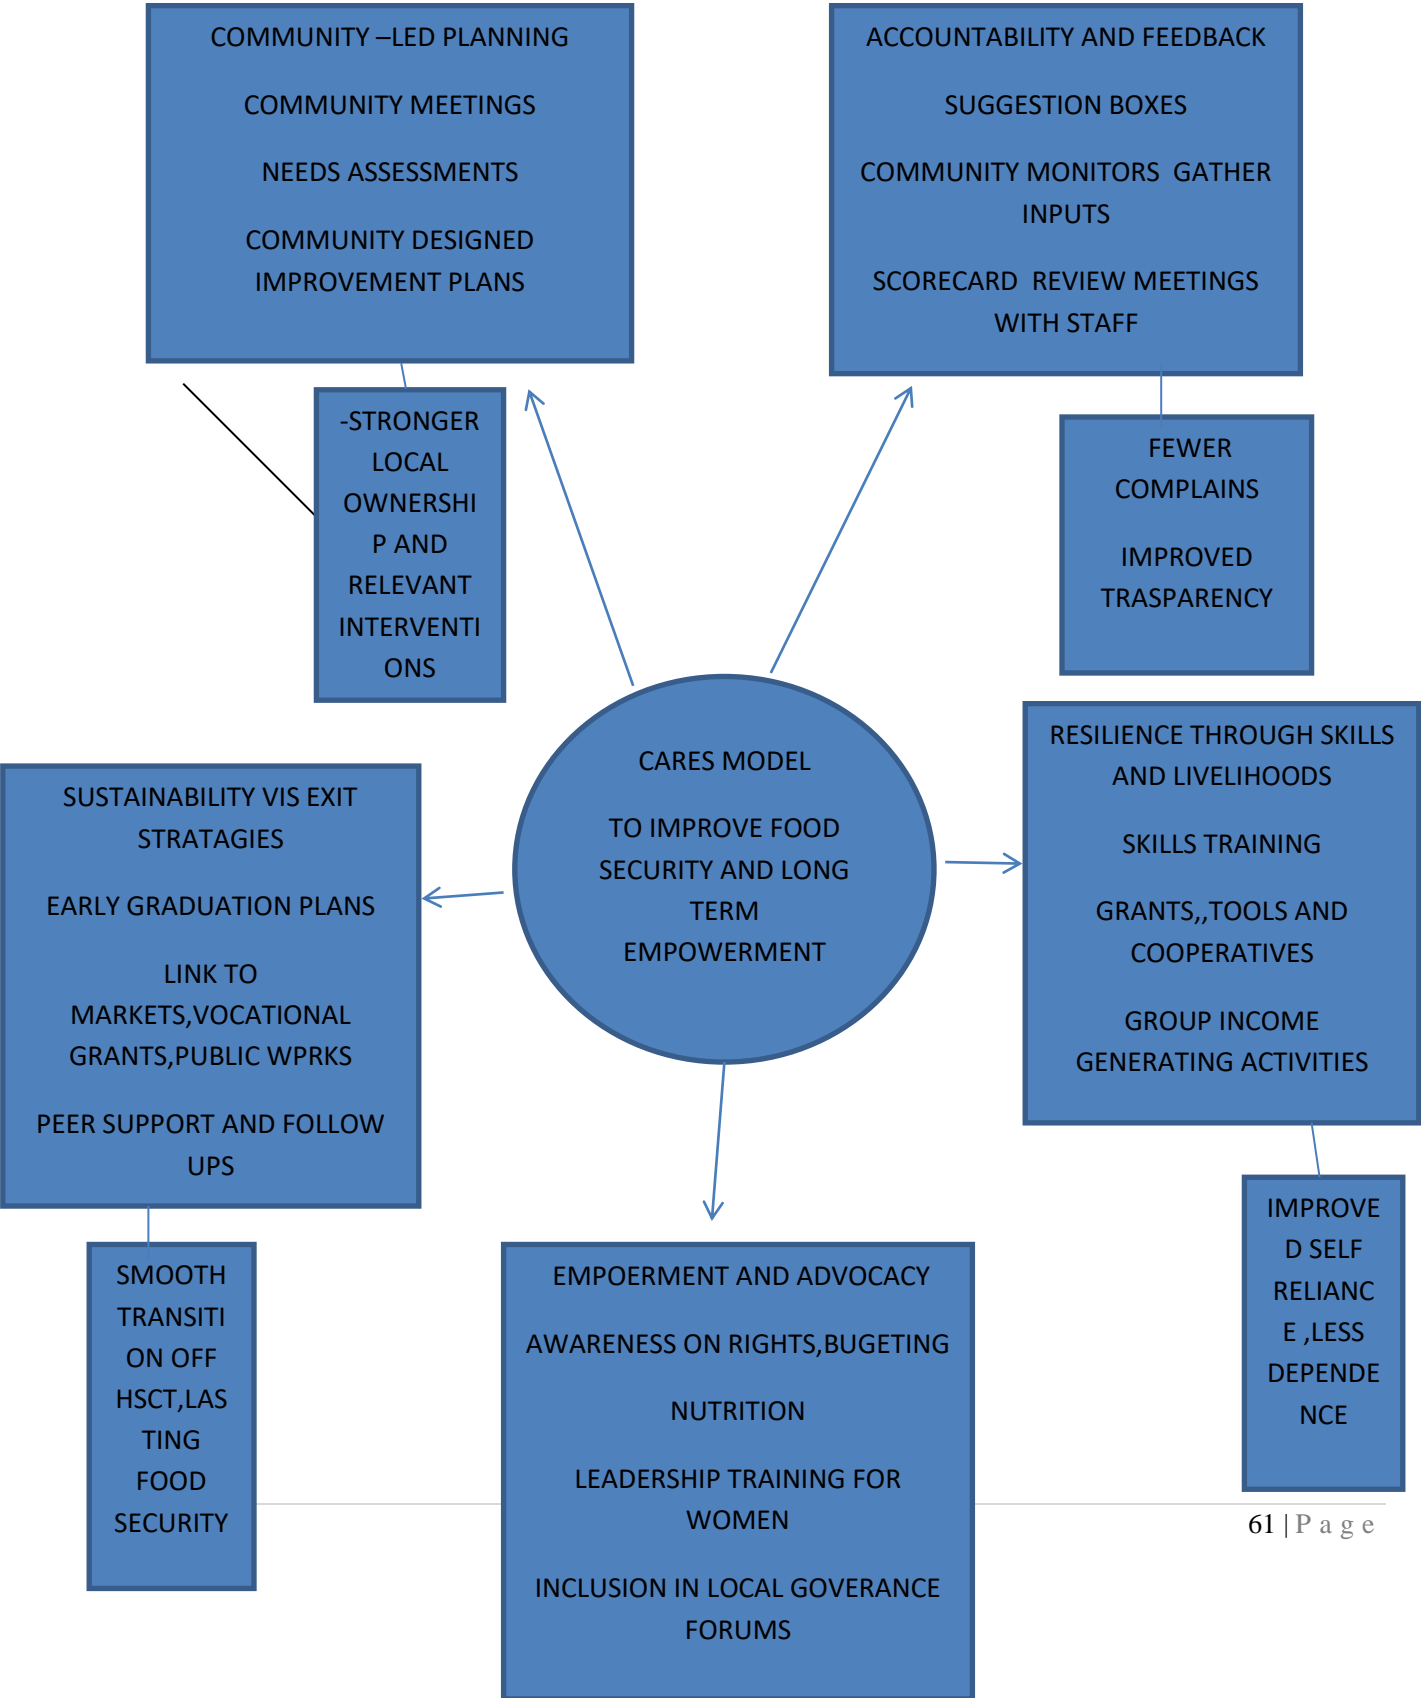 COMMUNITY –LED PLANNING
COMMUNITY MEETINGS
NEEDS ASSESSMENTS
COMMUNITY DESIGNED
IMPROVEMENT PLANS
ACCOUNTABILITY AND FEEDBACK
SUGGESTION BOXES
COMMUNITY MONITORS  GATHER
INPUTS
SCORECARD  REVIEW MEETINGS
WITH STAFF
-STRONGER
LOCAL
OWNERSHI
P AND
RELEVANT
INTERVENTI
ONS
FEWER
COMPLAINS
IMPROVED
TRASPARENCY
CARES MODEL
TO IMPROVE FOOD
SECURITY AND LONG
TERM
EMPOWERMENT
RESILIENCE THROUGH SKILLS
AND LIVELIHOODS
SKILLS TRAINING
GRANTS,,TOOLS AND
COOPERATIVES
GROUP INCOME
GENERATING ACTIVITIES
SUSTAINABILITY VIS EXIT
STRATAGIES
EARLY GRADUATION PLANS
LINK TO
MARKETS,VOCATIONAL
GRANTS,PUBLIC WPRKS
PEER SUPPORT AND FOLLOW
UPS
IMPROVE
D SELF
RELIANC
E ,LESS
DEPENDE
NCE
SMOOTH
TRANSITI
ON OFF
HSCT,LAS
TING
FOOD
SECURITY
EMPOERMENT AND ADVOCACY
AWARENESS ON RIGHTS,BUGETING
NUTRITION
LEADERSHIP TRAINING FOR
WOMEN
INCLUSION IN LOCAL GOVERANCE
FORUMS
61 | P a g e